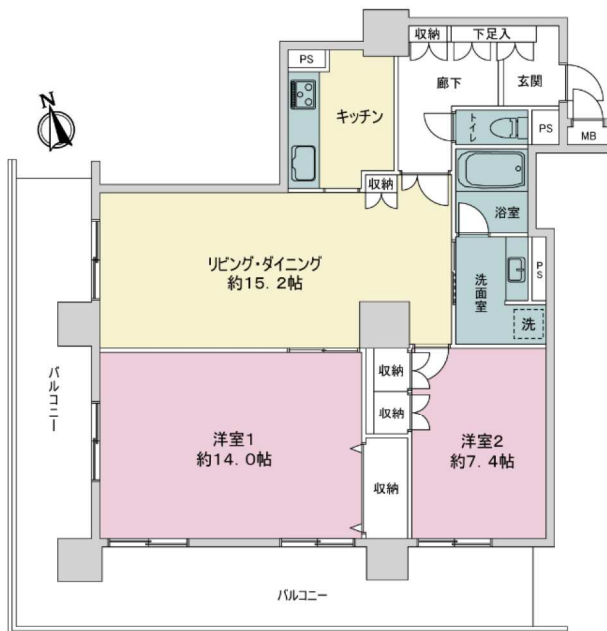 収納
下足入
PS
廊下
玄関
キッチン
トイレ
PS
MB
N
収納
浴室
リビング・ダイニング
約15.2帖
洗面室
PS
洗
バルコニー
収納
収納
洋室1
約14.0帖
洋室2
約7.4帖
収納
バルコニー